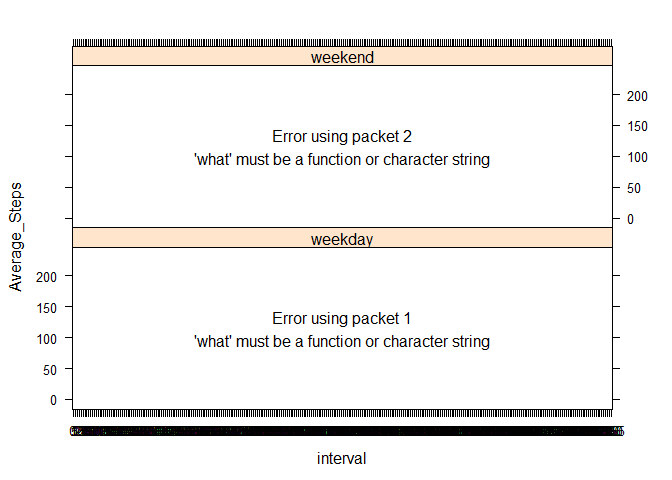 weekend
200
150
100
50
0
Error using packet 2
'what' must be a function or character string
Average_Steps
weekday
200
150
100
50
0
Error using packet 1
'what' must be a function or character string
interval